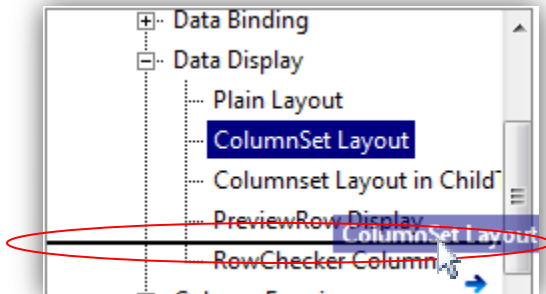 Data Binding
Data Display
Plain Layout
ColumnSet Layout
Columnset Layout in Child
PreviewRow Display
ColumnSet Layout
RowChecker Column